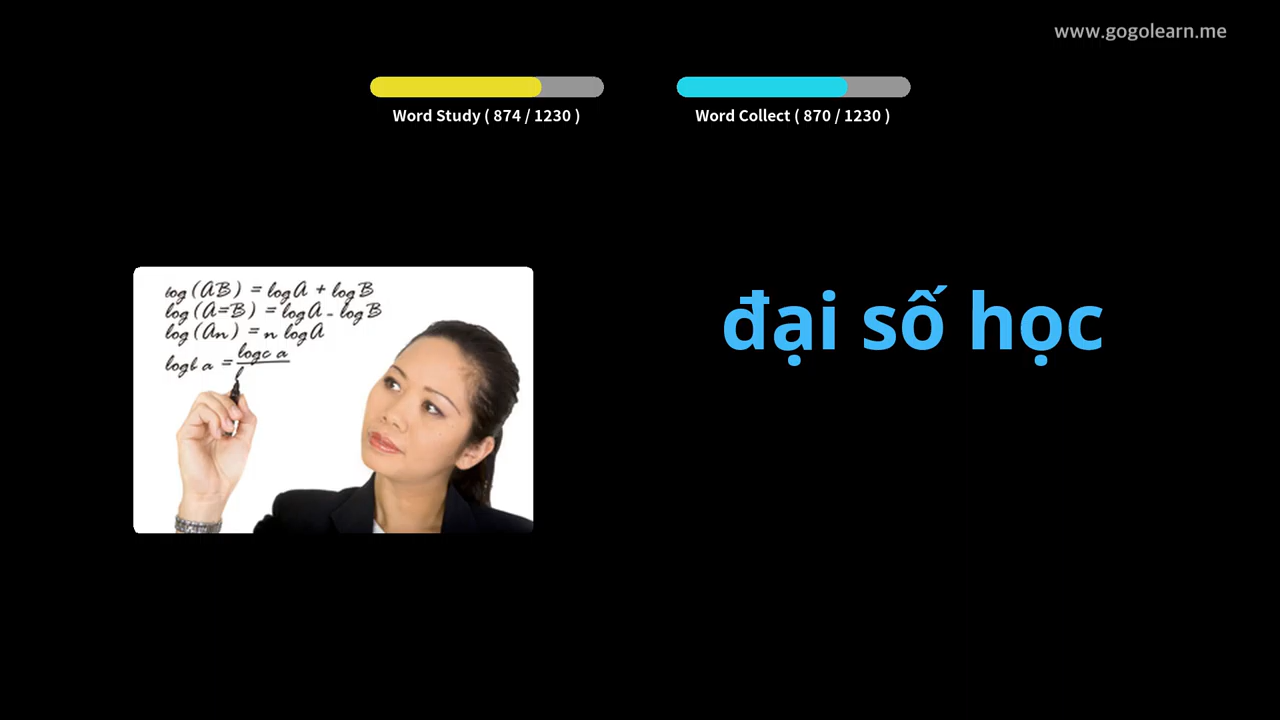 www.gogolearn.me
Word Study ( 874 / 1230 )
Word Collect ( 870 / 1230 )
log (AB) = log A + log B
log (A=B) = log A - log B
log (An) = n log A
logb a = logc a
đại số học